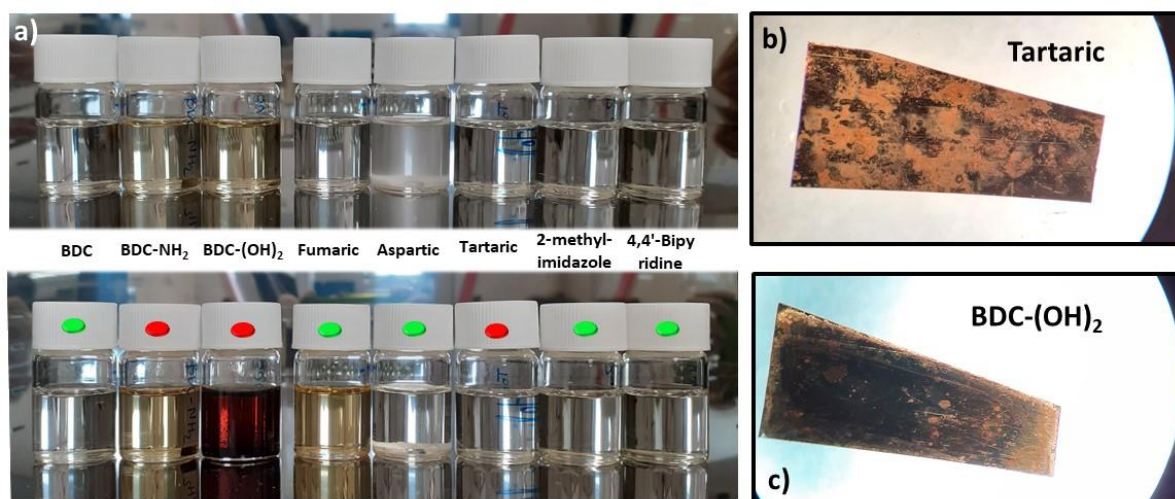 a)
BDC
BDC-NH₂
BDC-(OH)₂
Fumaric
Aspartic
Tartaric
2-methyl-
imidazole
4,4'-Bipy
ridine
b)
Tartaric
BDC-(OH)₂
c)